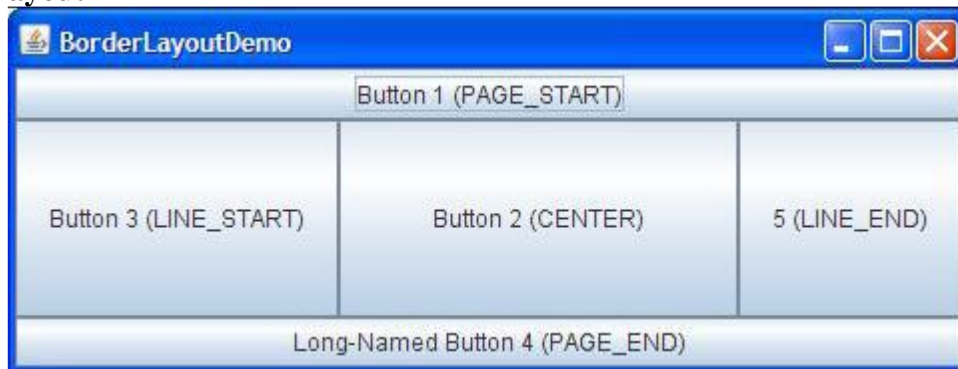 BorderLayoutDemo
Button 1 (PAGE_START)
Button 3 (LINE_START) Button 2 (CENTER) 5 (LINE_END)
Long-Named Button 4 (PAGE_END)